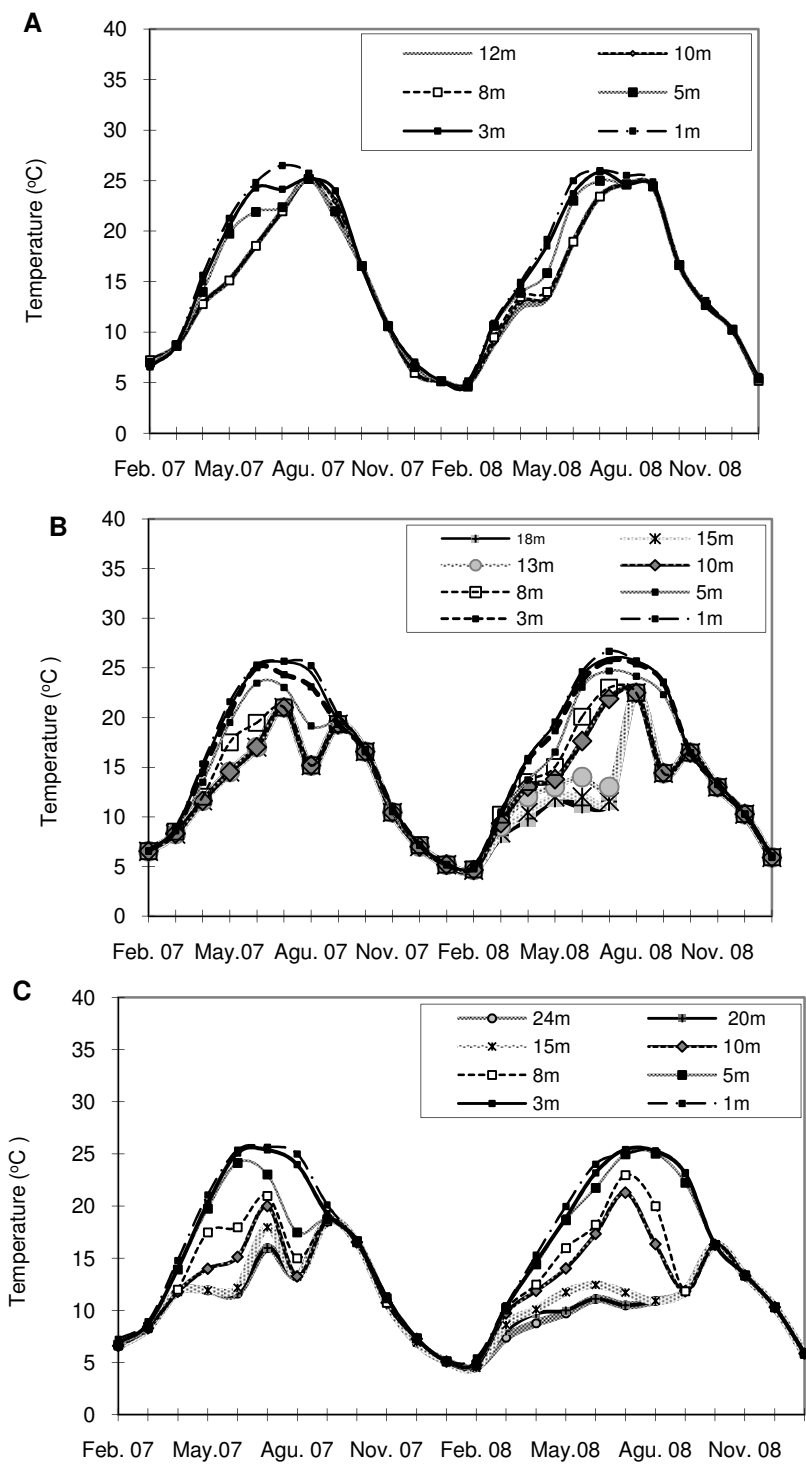 A
40
35
30
25
20
15
10
5
0
Temperature (ºC)
12m 10m
8m 5m
3m 1m
Feb. 07 May.07 Agu. 07 Nov. 07 Feb. 08 May.08 Agu. 08 Nov. 08
B
40
35
30
25
20
15
10
5
0
Temperature (ºC )
18m 15m
13m 10m
8m 5m
3m 1m
Feb. 07 May.07 Agu. 07 Nov. 07 Feb. 08 May.08 Agu. 08 Nov. 08
C
40
35
30
25
20
15
10
5
0
Temperature (ºC )
24m 20m
15m 10m
8m 5m
3m 1m
Feb. 07 May.07 Agu. 07 Nov. 07 Feb. 08 May.08 Agu. 08 Nov. 08